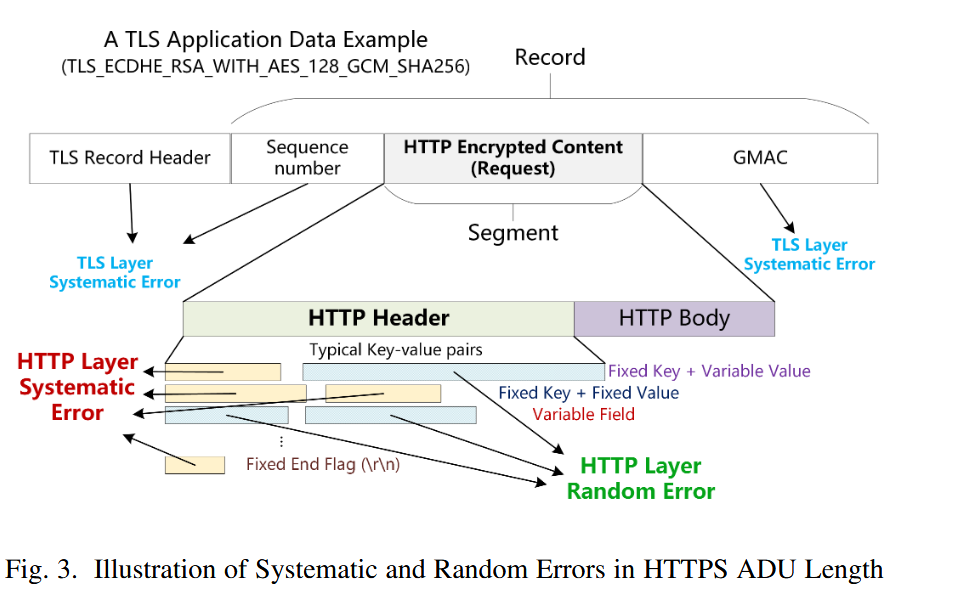 A TLS Application Data Example
(TLS_ECDHE_RSA_WITH_AES_128_GCM_SHA256)
Record
TLS Record Header
Sequence
number
HTTP Encrypted Content
(Request)
GMAC
Segment
TLS Layer
Systematic Error
TLS Layer
Systematic Error
HTTP Header
HTTP Body
Typical Key-value pairs
HTTP Layer
Systematic
Error
Fixed Key + Variable Value
Fixed Key + Fixed Value
Variable Field
⋮
Fixed End Flag (\r\n)
HTTP Layer
Random Error
Fig. 3. Illustration of Systematic and Random Errors in HTTPS ADU Length